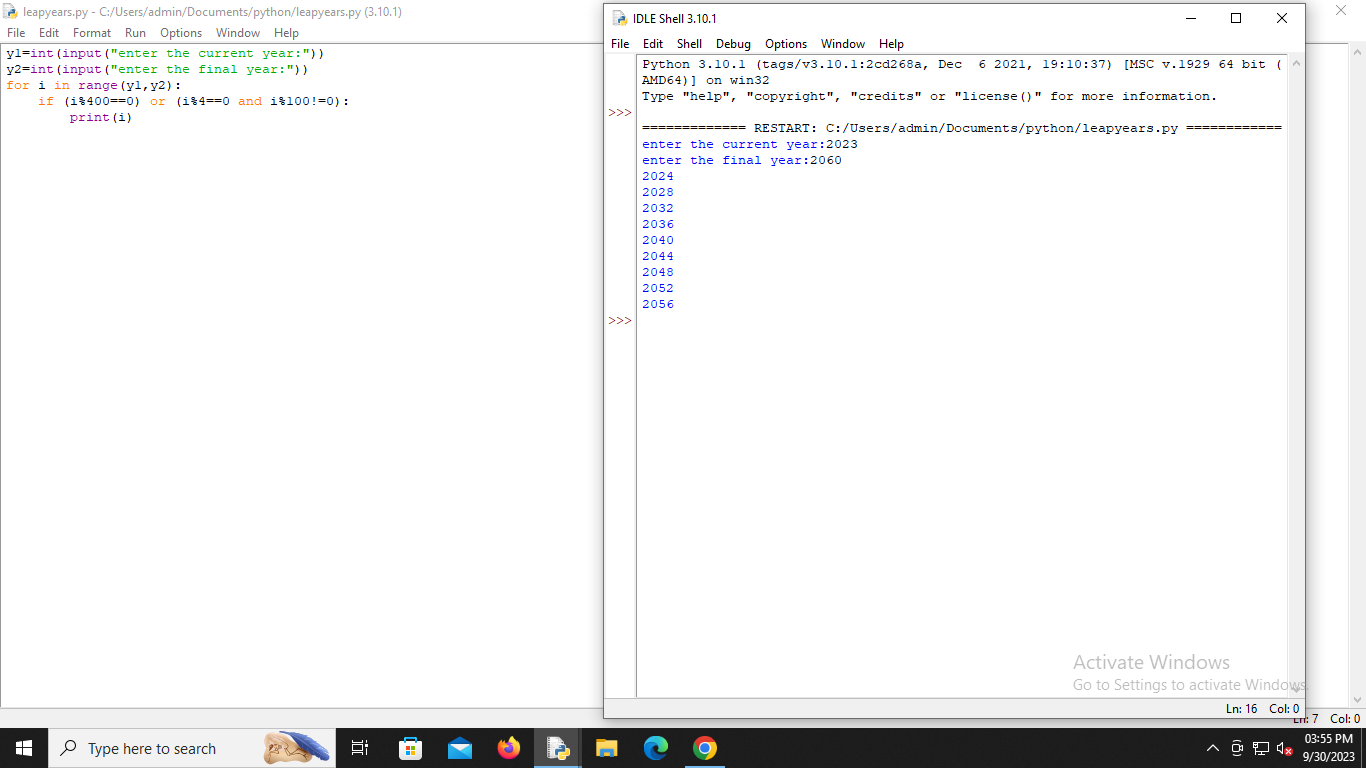 leapyears.py - C:/Users/admin/Documents/python/leapyears.py (3.10.1)
File Edit Format Run Options Window Help
y1=int(input("enter the current year:"))
y2=int(input("enter the final year:"))
for i in range(y1,y2):
    if (i%400==0) or (i%4==0 and i%100!=0):
        print(i)
IDLE Shell 3.10.1
File Edit Shell Debug Options Window Help
Python 3.10.1 (tags/v3.10.1:2cd268a, Dec  6 2021, 19:10:37) [MSC v.1929 64 bit (
AMD64)] on win32
Type "help", "copyright", "credits" or "license()" for more information.
>>>
============= RESTART: C:/Users/admin/Documents/python/leapyears.py ============
enter the current year:2023
enter the final year:2060
2024
2028
2032
2036
2040
2044
2048
2052
2056
>>>
Activate Windows
Go to Settings to activate Windows.
Ln: 16 Col: 0
Ln: 7 Col: 0
Type here to search
03:55 PM
9/30/2023